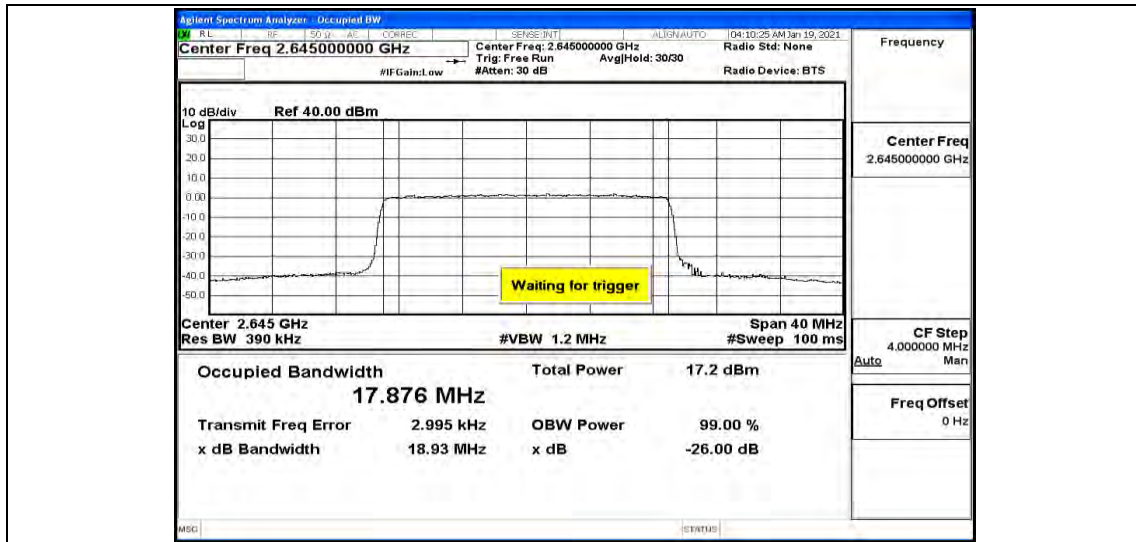 Agilent Spectrum Analyzer - Occupied BW
RL RF 50 Ω AC CORREC SENSE:INT ALIGNAUTO 04:10:25 AM Jan 19, 2021
Center Freq 2.645000000 GHz Center Freq: 2.645000000 GHz Radio Std: None Frequency
Trig: Free Run Avg|Hold: 30/30
#IFGain:Low #Atten: 30 dB Radio Device: BTS
10 dB/div Ref 40.00 dBm
Log
30.0
20.0
10.0
0.00
-10.0
-20.0
-30.0
-40.0
-50.0
Waiting for trigger
Center 2.645 GHz Span 40 MHz
Res BW 390 kHz #VBW 1.2 MHz #Sweep 100 ms
Occupied Bandwidth Total Power 17.2 dBm
17.876 MHz
Transmit Freq Error 2.995 kHz OBW Power 99.00 %
x dB Bandwidth 18.93 MHz x dB -26.00 dB
Center Freq
2.645000000 GHz
CF Step
4.000000 MHz
Auto Man
Freq Offset
0 Hz
MSG STATUS